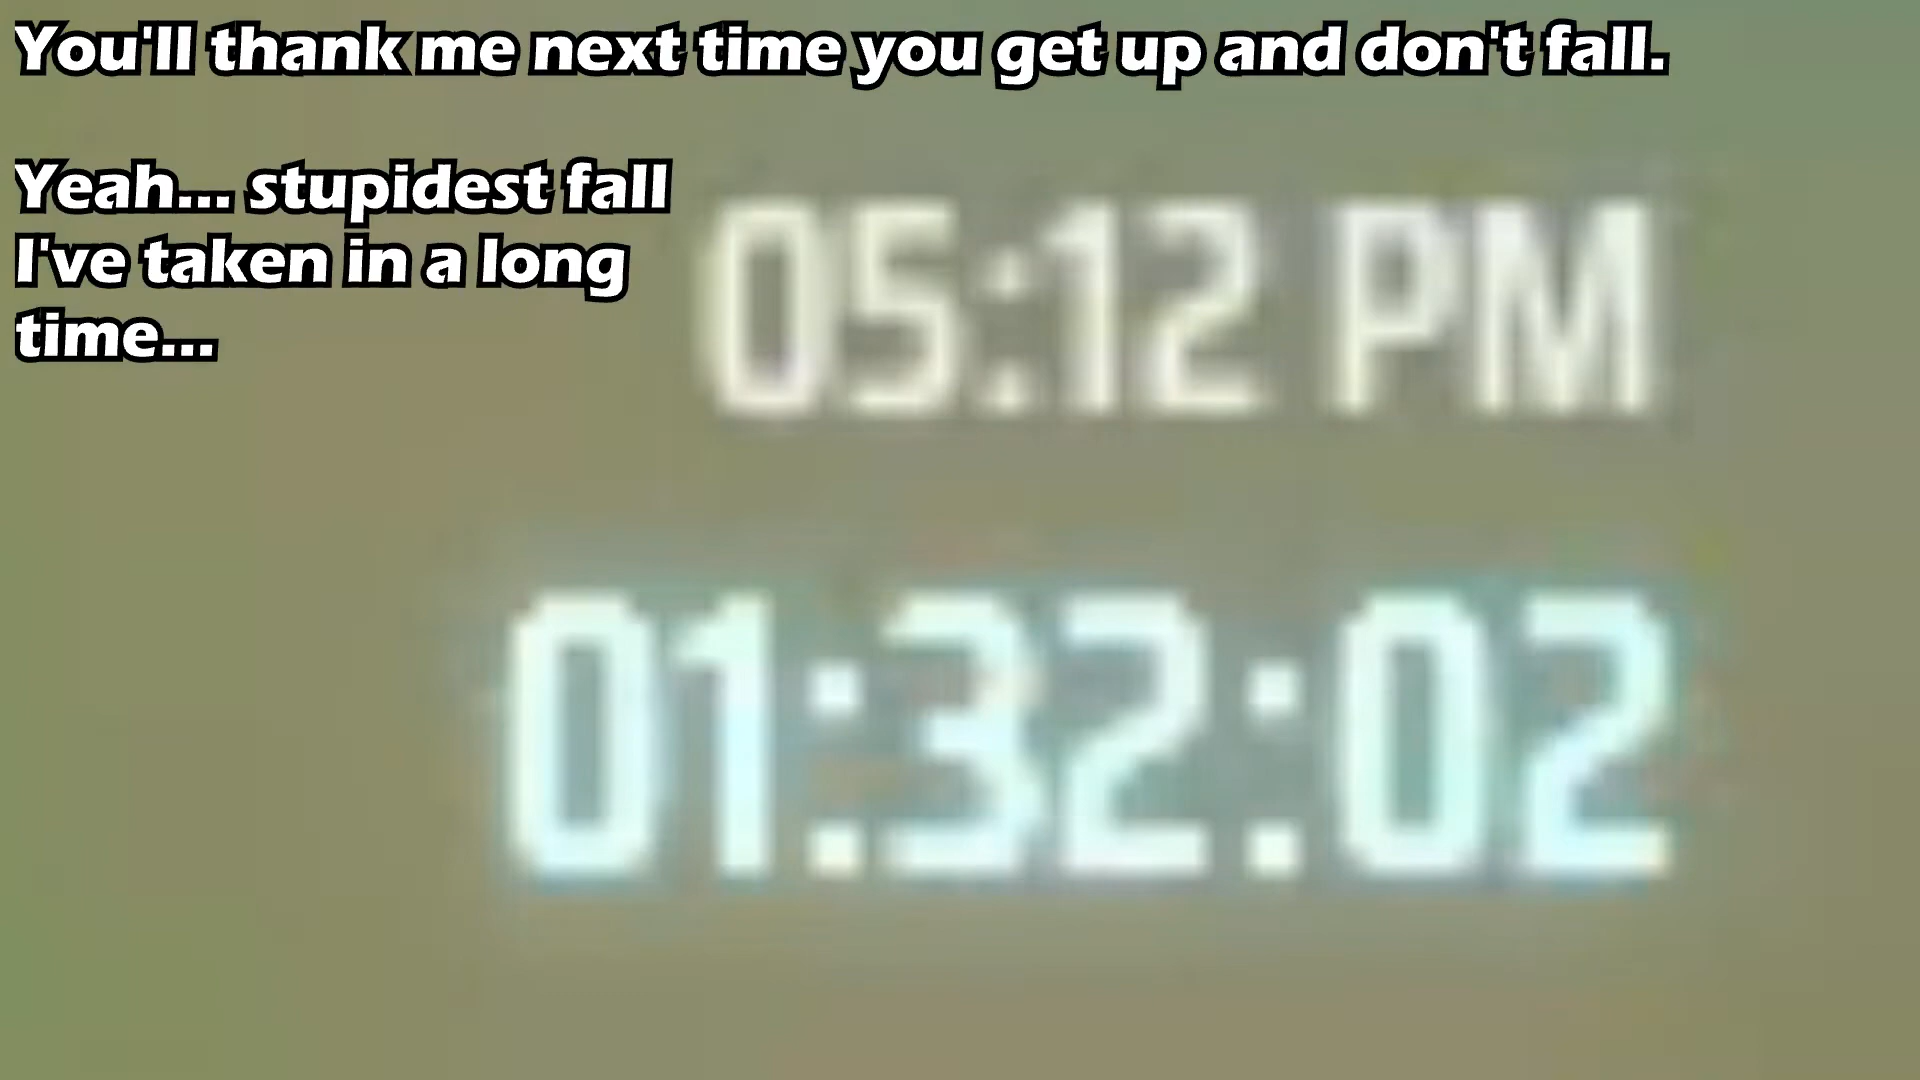 You'll thank me next time you get up and don't fall.
Yeah... stupidest fall
I've taken in a long
time...
05:12 PM
01:32:02